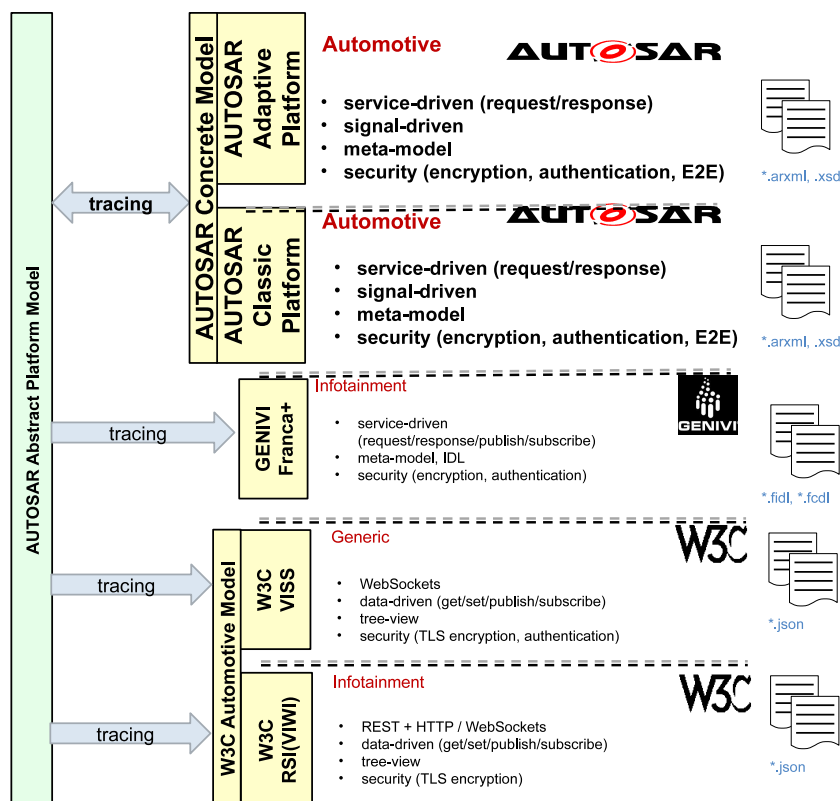 AUTOSAR Abstract Platform Model
tracing
AUTOSAR Concrete Model
AUTOSAR
Adaptive
Platform
Automotive
AUTOSAR
• service-driven (request/response)
• signal-driven
• meta-model
• security (encryption, authentication, E2E)
*.arxml, .xsd
AUTOSAR
Classic
Platform
Automotive
AUTOSAR
• service-driven (request/response)
• signal-driven
• meta-model
• security (encryption, authentication, E2E)
*.arxml, .xsd
tracing
GENIVI
Franca+
Infotainment
GENIVI
• service-driven
(request/response/publish/subscribe)
• meta-model, IDL
• security (encryption, authentication)
*.fidl, *.fcdl
tracing
W3C Automotive Model
W3C
VISS
Generic
W3C
• WebSockets
• data-driven (get/set/publish/subscribe)
• tree-view
• security (TLS encryption, authentication)
*.json
tracing
W3C
RSI(VIWI)
Infotainment
W3C
• REST + HTTP / WebSockets
• data-driven (get/set/publish/subscribe)
• tree-view
• security (TLS encryption)
*.json